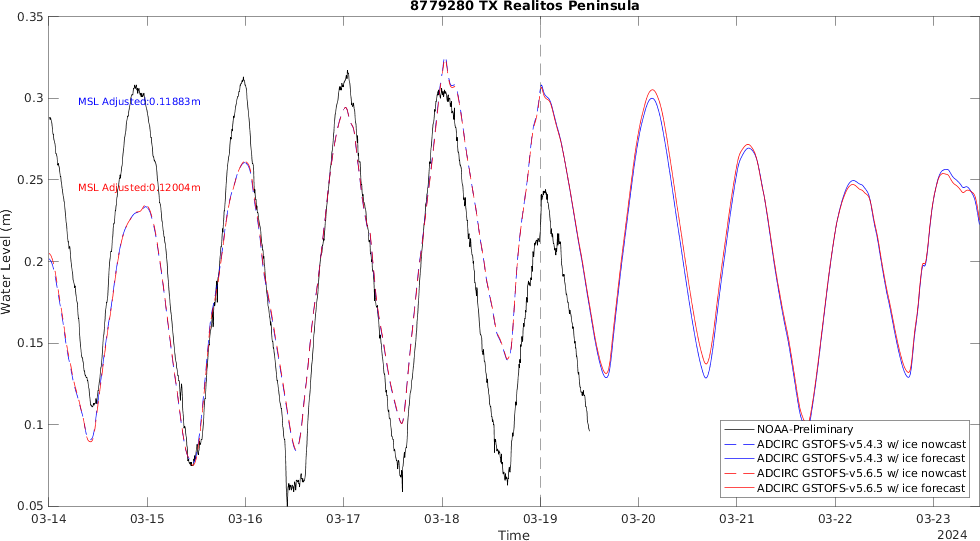 8779280 TX Realitos Peninsula
0.35
0.3
0.25
0.2
0.15
0.1
0.05
Water Level (m)
MSL Adjusted:0.11883m
MSL Adjusted:0.12004m
NOAA-Preliminary
ADCIRC GSTOFS-v5.4.3 w/ ice nowcast
ADCIRC GSTOFS-v5.4.3 w/ ice forecast
ADCIRC GSTOFS-v5.6.5 w/ ice nowcast
ADCIRC GSTOFS-v5.6.5 w/ ice forecast
03-14 03-15 03-16 03-17 03-18 03-19 03-20 03-21 03-22 03-23
Time
2024